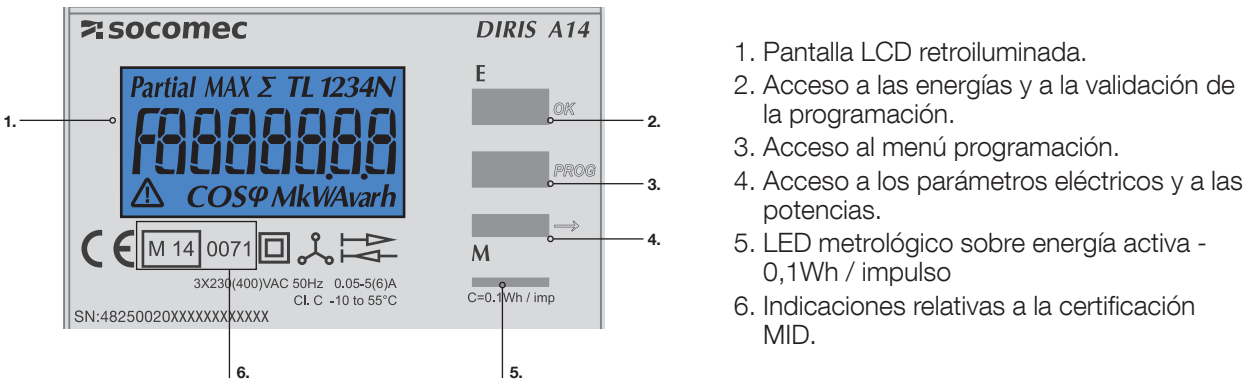 socomec DIRIS A14
E
Partial MAX Σ TL 1234N
OK
1.
F8888888.8.8
2.
PROG
3.
COSφ MkWAvarh
4.
M
CE M 14 0071
3X230(400)VAC 50Hz 0.05-5(6)A
C=0.1Wh / imp
Cl. C -10 to 55°C
SN:48250020XXXXXXXXXXXX
6.
5.
1. Pantalla LCD retroiluminada.
2. Acceso a las energías y a la validación de
la programación.
3. Acceso al menú programación.
4. Acceso a los parámetros eléctricos y a las
potencias.
5. LED metrológico sobre energía activa -
0,1Wh / impulso
6. Indicaciones relativas a la certificación
MID.